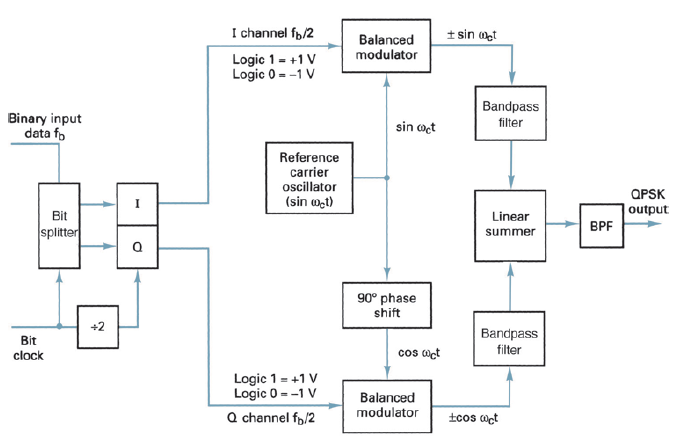 I channel f_b/2
Logic 1 = +1 V
Logic 0 = –1 V
Balanced
modulator
± sin ω_ct
Binary input
data f_b
Bandpass
filter
sin ω_ct
Reference
carrier
oscillator
(sin ω_ct)
Bit
splitter
I
Q
Linear
summer
BPF
QPSK
output
÷2
Bit
clock
90° phase
shift
cos ω_ct
Bandpass
filter
Logic 1 = +1 V
Logic 0 = –1 V
Q channel f_b/2
Balanced
modulator
±cos ω_ct